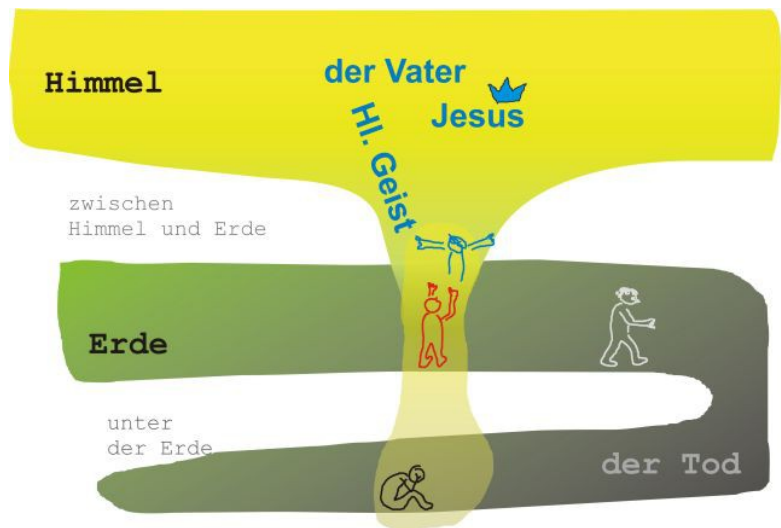 Himmel
der Vater
Jesus
Hl. Geist
zwischen
Himmel und Erde
Erde
unter
der Erde
der Tod